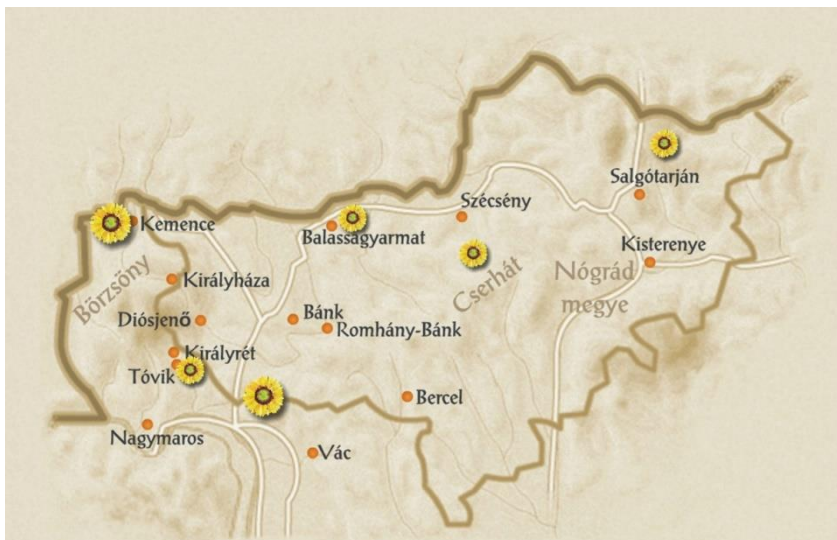 Salgótarján
Szécsény
Kemence
Balassagyarmat
Kisterenye
Börzsöny
Királyháza
Cserhát
Nógrád
megye
Diósjenő
Bánk
Romhány-Bánk
Királyrét
Tóvik
Bercel
Nagymaros
Vác